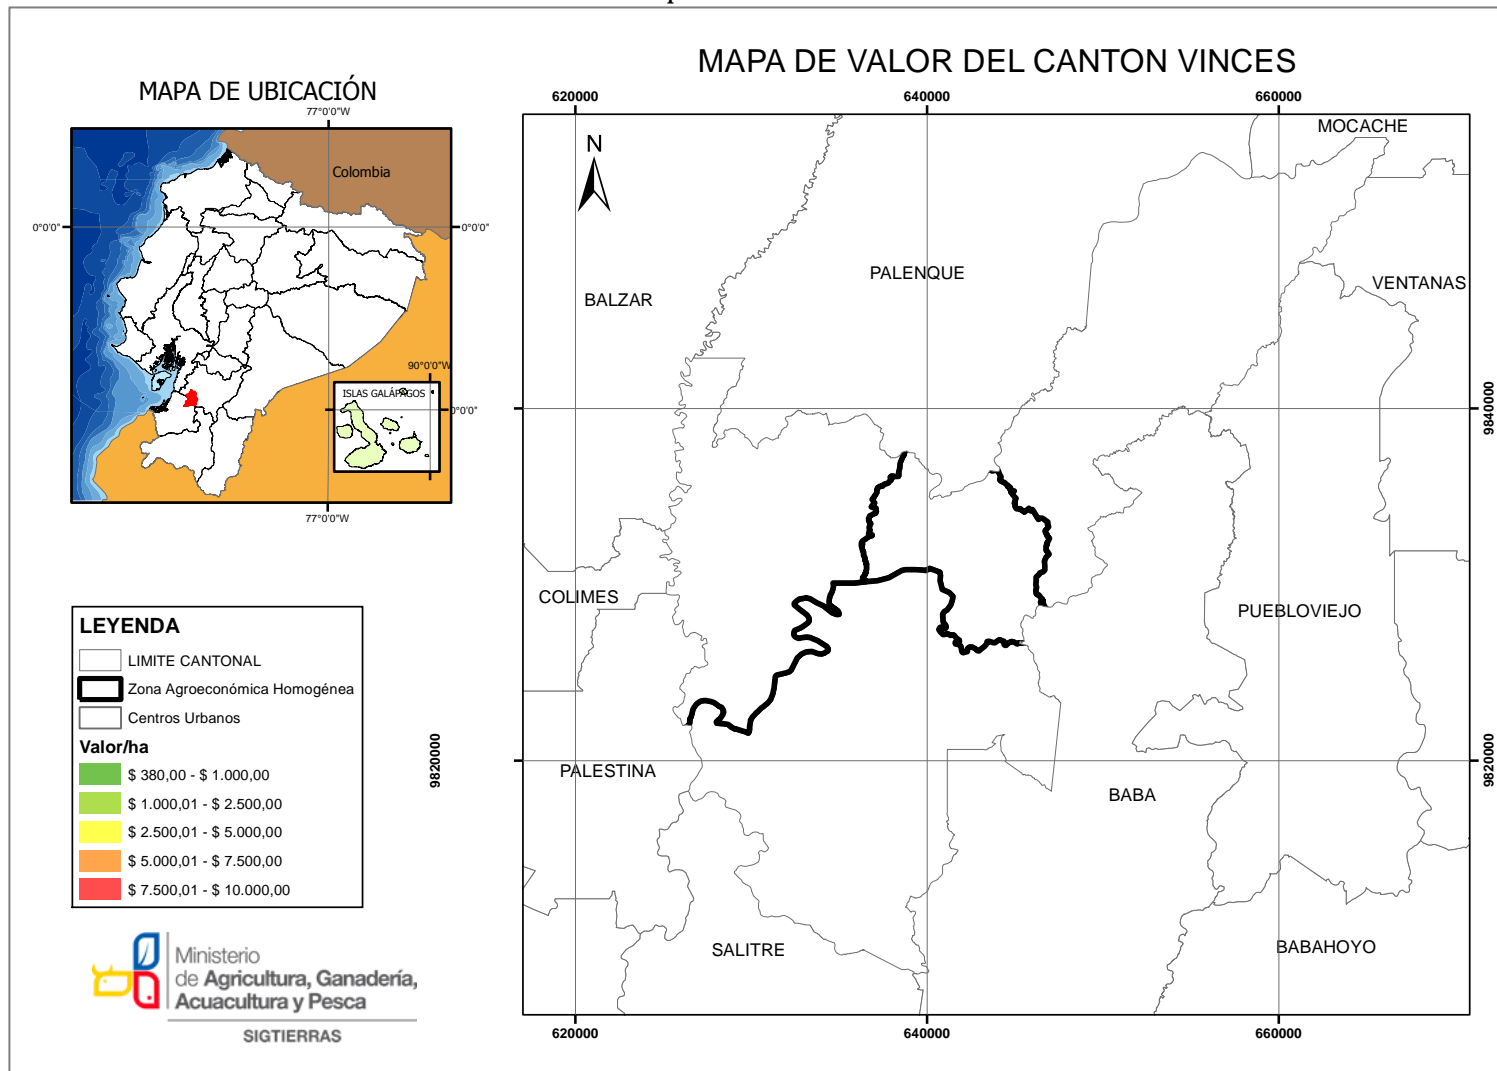 MAPA DE VALOR DEL CANTON VINCES
MAPA DE UBICACIÓN
77°0'0"W
Colombia
0°0'0"
0°0'0"
90°0'0"W
ISLAS GALÁPAGOS
0°0'0"
77°0'0"W
620000
640000
660000
N
MOCACHE
PALENQUE
BALZAR
VENTANAS
9840000
COLIMES
PUEBLOVIEJO
9820000
9820000
PALESTINA
BABA
SALITRE
BABAHOYO
620000
640000
660000
LEYENDA
LIMITE CANTONAL
Zona Agroeconómica Homogénea
Centros Urbanos
Valor/ha
$ 380,00 - $ 1.000,00
$ 1.000,01 - $ 2.500,00
$ 2.500,01 - $ 5.000,00
$ 5.000,01 - $ 7.500,00
$ 7.500,01 - $ 10.000,00
Ministerio
de Agricultura, Ganadería,
Acuacultura y Pesca
SIGTIERRAS